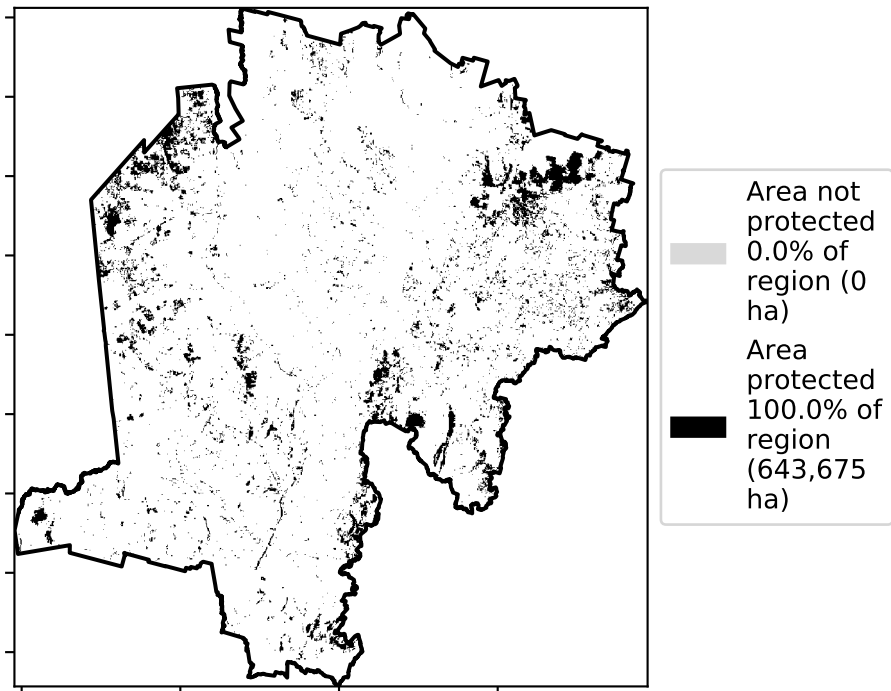 Area not
protected
0.0% of
region (0
ha)
Area
protected
100.0% of
region
(643,675
ha)